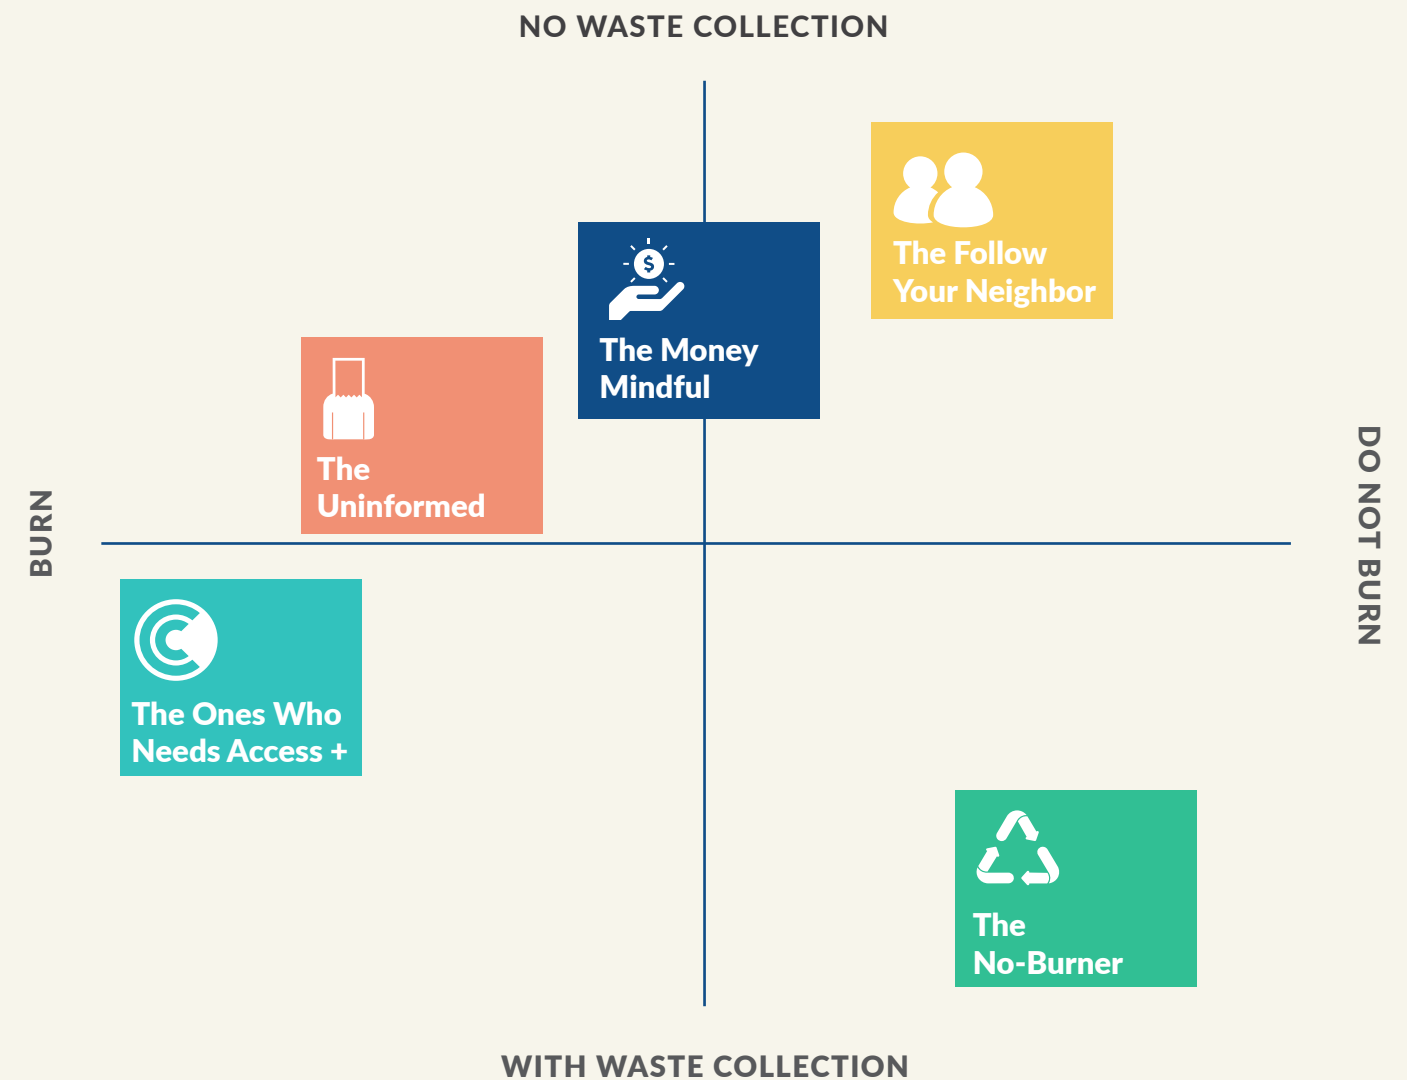 NO WASTE COLLECTION
The Follow
Your Neighbor
$
The Money
Mindful
The
Uninformed
BURN
DO NOT BURN
The Ones Who
Needs Access +
The
No-Burner
WITH WASTE COLLECTION